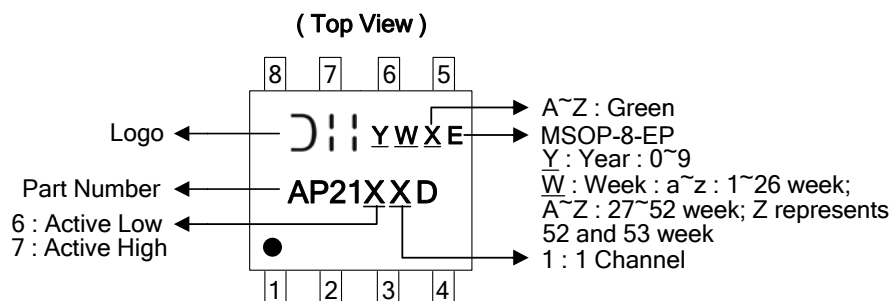 ( Top View )
8 7 6 5
Logo
YWXE
A~Z : Green
MSOP-8-EP
Y : Year : 0~9
W : Week : a~z : 1~26 week;
A~Z : 27~52 week; Z represents
52 and 53 week
Part Number
AP21XXD
6 : Active Low
7 : Active High
1 : 1 Channel
1 2 3 4